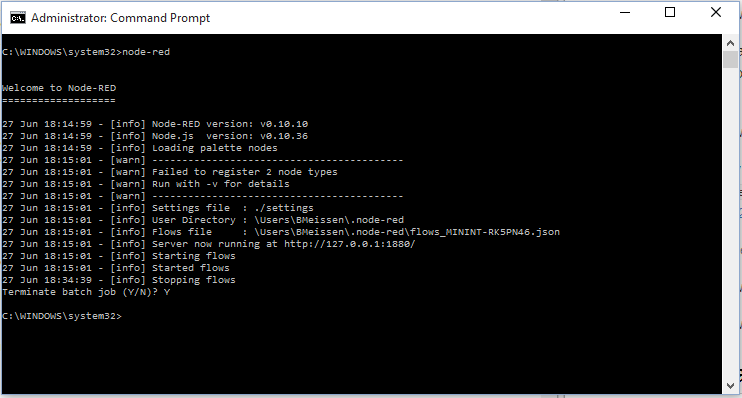 Administrator: Command Prompt
C:\WINDOWS\system32>node-red
Welcome to Node-RED
===================
27 Jun 18:14:59 - [info] Node-RED version: v0.10.10
27 Jun 18:14:59 - [info] Node.js  version: v0.10.36
27 Jun 18:14:59 - [info] Loading palette nodes
27 Jun 18:15:01 - [warn] ------------------------------------------
27 Jun 18:15:01 - [warn] Failed to register 2 node types
27 Jun 18:15:01 - [warn] Run with -v for details
27 Jun 18:15:01 - [warn] ------------------------------------------
27 Jun 18:15:01 - [info] Settings file  : ./settings
27 Jun 18:15:01 - [info] User Directory : \Users\BMeissen\.node-red
27 Jun 18:15:01 - [info] Flows file     : \Users\BMeissen\.node-red\flows_MININT-RK5PN46.json
27 Jun 18:15:01 - [info] Server now running at http://127.0.0.1:1880/
27 Jun 18:15:01 - [info] Starting flows
27 Jun 18:15:01 - [info] Started flows
27 Jun 18:34:39 - [info] Stopping flows
Terminate batch job (Y/N)? Y
C:\WINDOWS\system32>